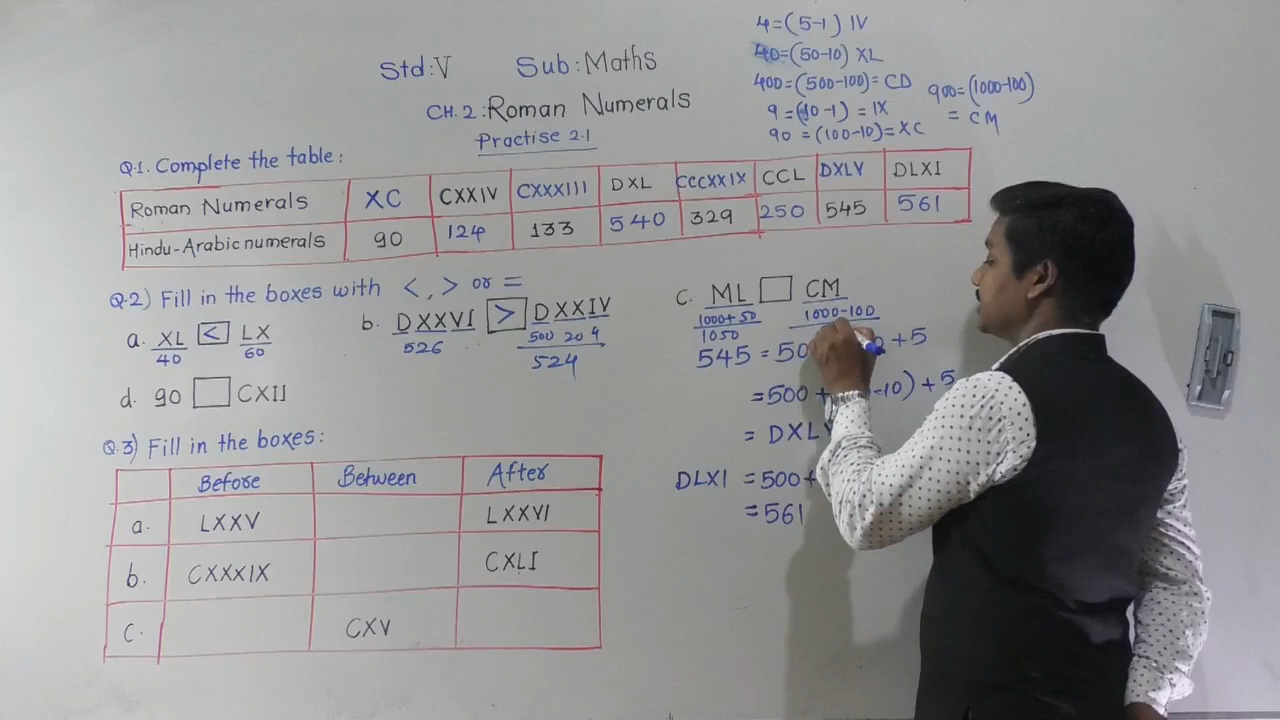 4=(5-1) IV
40=(50-10) XL
400=(500-100)= CD
9=(10-1) = IX
90 = (100-10)= XC
900=(1000-100)
= CM
Std:V Sub:Maths
CH.2: Roman Numerals
Practise 2.1
Q.1. Complete the table:
Roman Numerals XC CXXIV CXXXIII DXL CCCXXIX CCL DXLV DLXI
Hindu-Arabic numerals 90 124 133 540 329 250 545 561
Q.2) Fill in the boxes with <, > or =
a. XL < LX
40 60
b. DXXVI > DXXIV
526 500 20 4
524
c. ML CM
1000+50 1000-100
1050
d. 90 CXII
545 = 50 +5
=500 + -10) + 5
= DXLV
DLXI = 500+
= 561
Q.3) Fill in the boxes:
Before Between After
a. LXXV LXXVI
b. CXXXIX CXLI
c. CXV